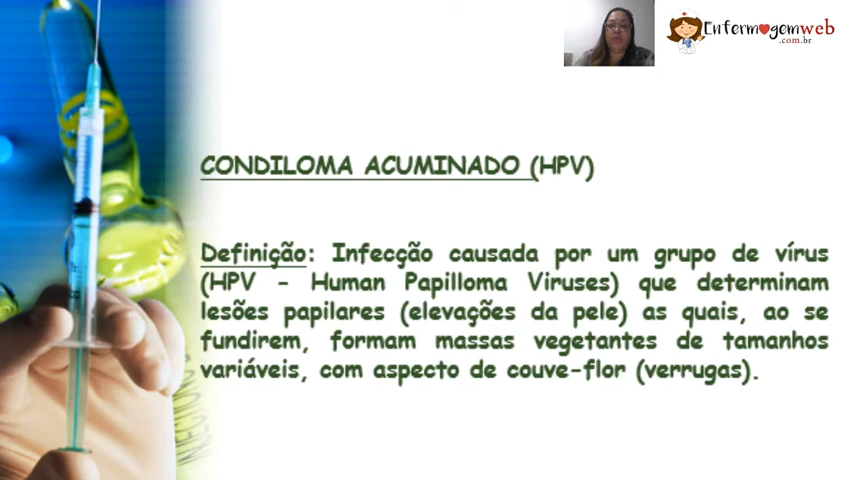 Enfermagemweb
.com.br
CONDILOMA ACUMINADO (HPV)
Definição: Infecção causada por um grupo de vírus
(HPV - Human Papilloma Viruses) que determinam
lesões papilares (elevações da pele) as quais, ao se
fundirem, formam massas vegetantes de tamanhos
variáveis, com aspecto de couve-flor (verrugas).